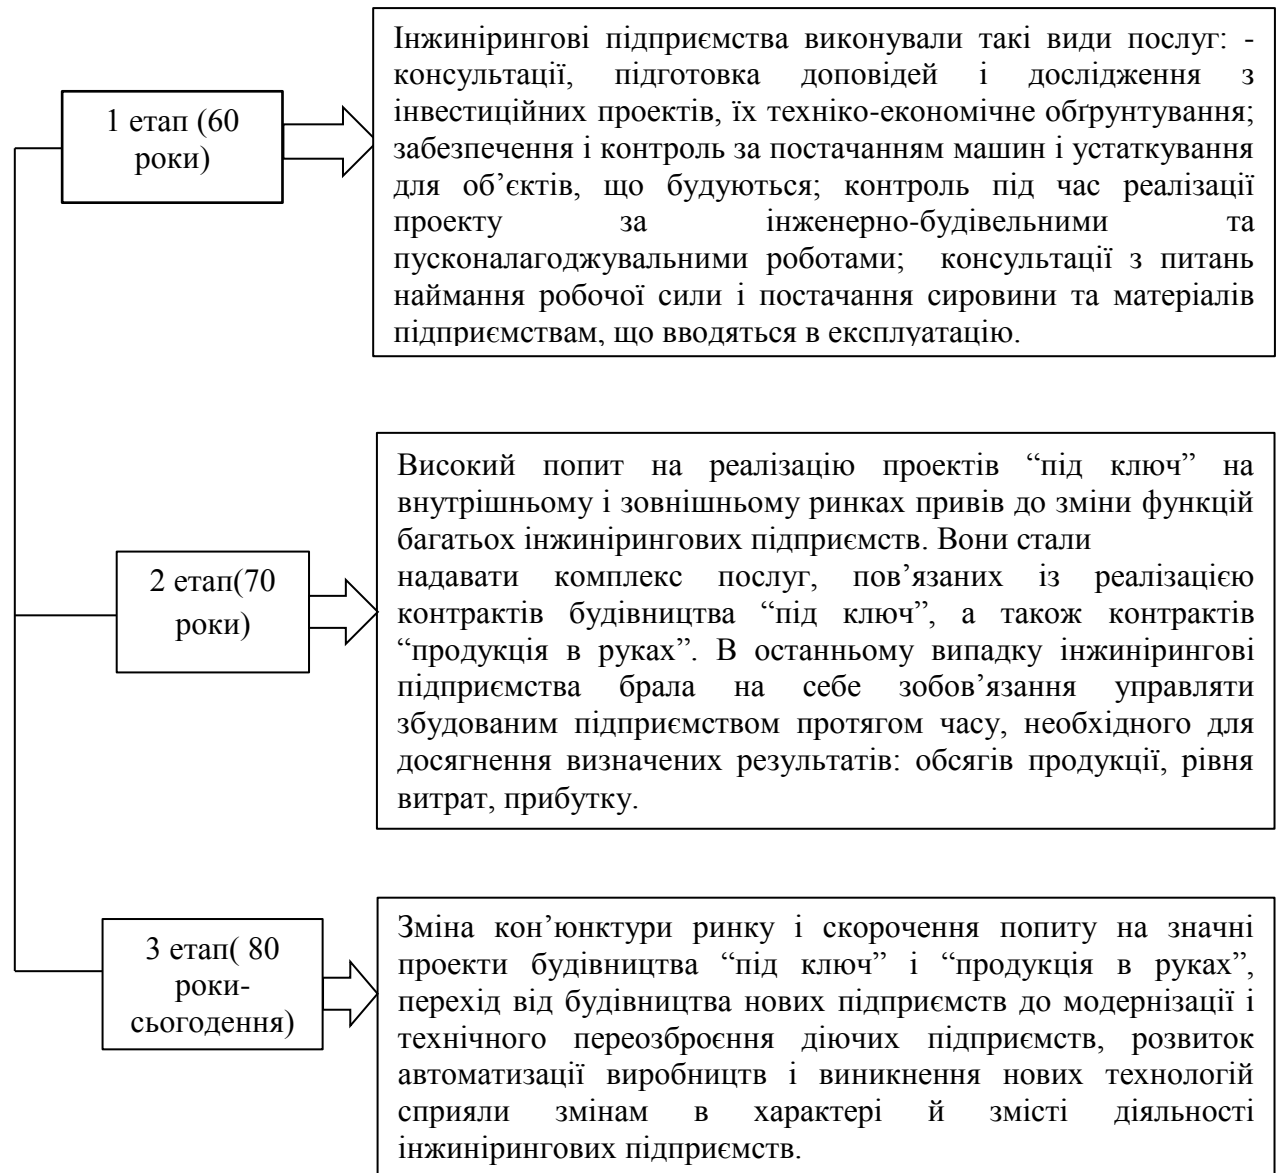 1 етап (60
роки)
Інжинірингові підприємства виконували такі види послуг: -
консультації, підготовка доповідей і дослідження з
інвестиційних проектів, їх техніко-економічне обґрунтування;
забезпечення і контроль за постачанням машин і устаткування
для об’єктів, що будуються; контроль під час реалізації
проекту за інженерно-будівельними та
пусконалагоджувальними роботами; консультації з питань
наймання робочої сили і постачання сировини та матеріалів
підприємствам, що вводяться в експлуатацію.
2 етап(70
роки)
Високий попит на реалізацію проектів “під ключ” на
внутрішньому і зовнішньому ринках привів до зміни функцій
багатьох інжинірингових підприємств. Вони стали
надавати комплекс послуг, пов’язаних із реалізацією
контрактів будівництва “під ключ”, а також контрактів
“продукція в руках”. В останньому випадку інжинірингові
підприємства брала на себе зобов’язання управляти
збудованим підприємством протягом часу, необхідного для
досягнення визначених результатів: обсягів продукції, рівня
витрат, прибутку.
3 етап( 80
роки-
сьогодення)
Зміна кон’юнктури ринку і скорочення попиту на значні
проекти будівництва “під ключ” і “продукція в руках”,
перехід від будівництва нових підприємств до модернізації і
технічного переозброєння діючих підприємств, розвиток
автоматизації виробництв і виникнення нових технологій
сприяли змінам в характері й змісті діяльності
інжинірингових підприємств.